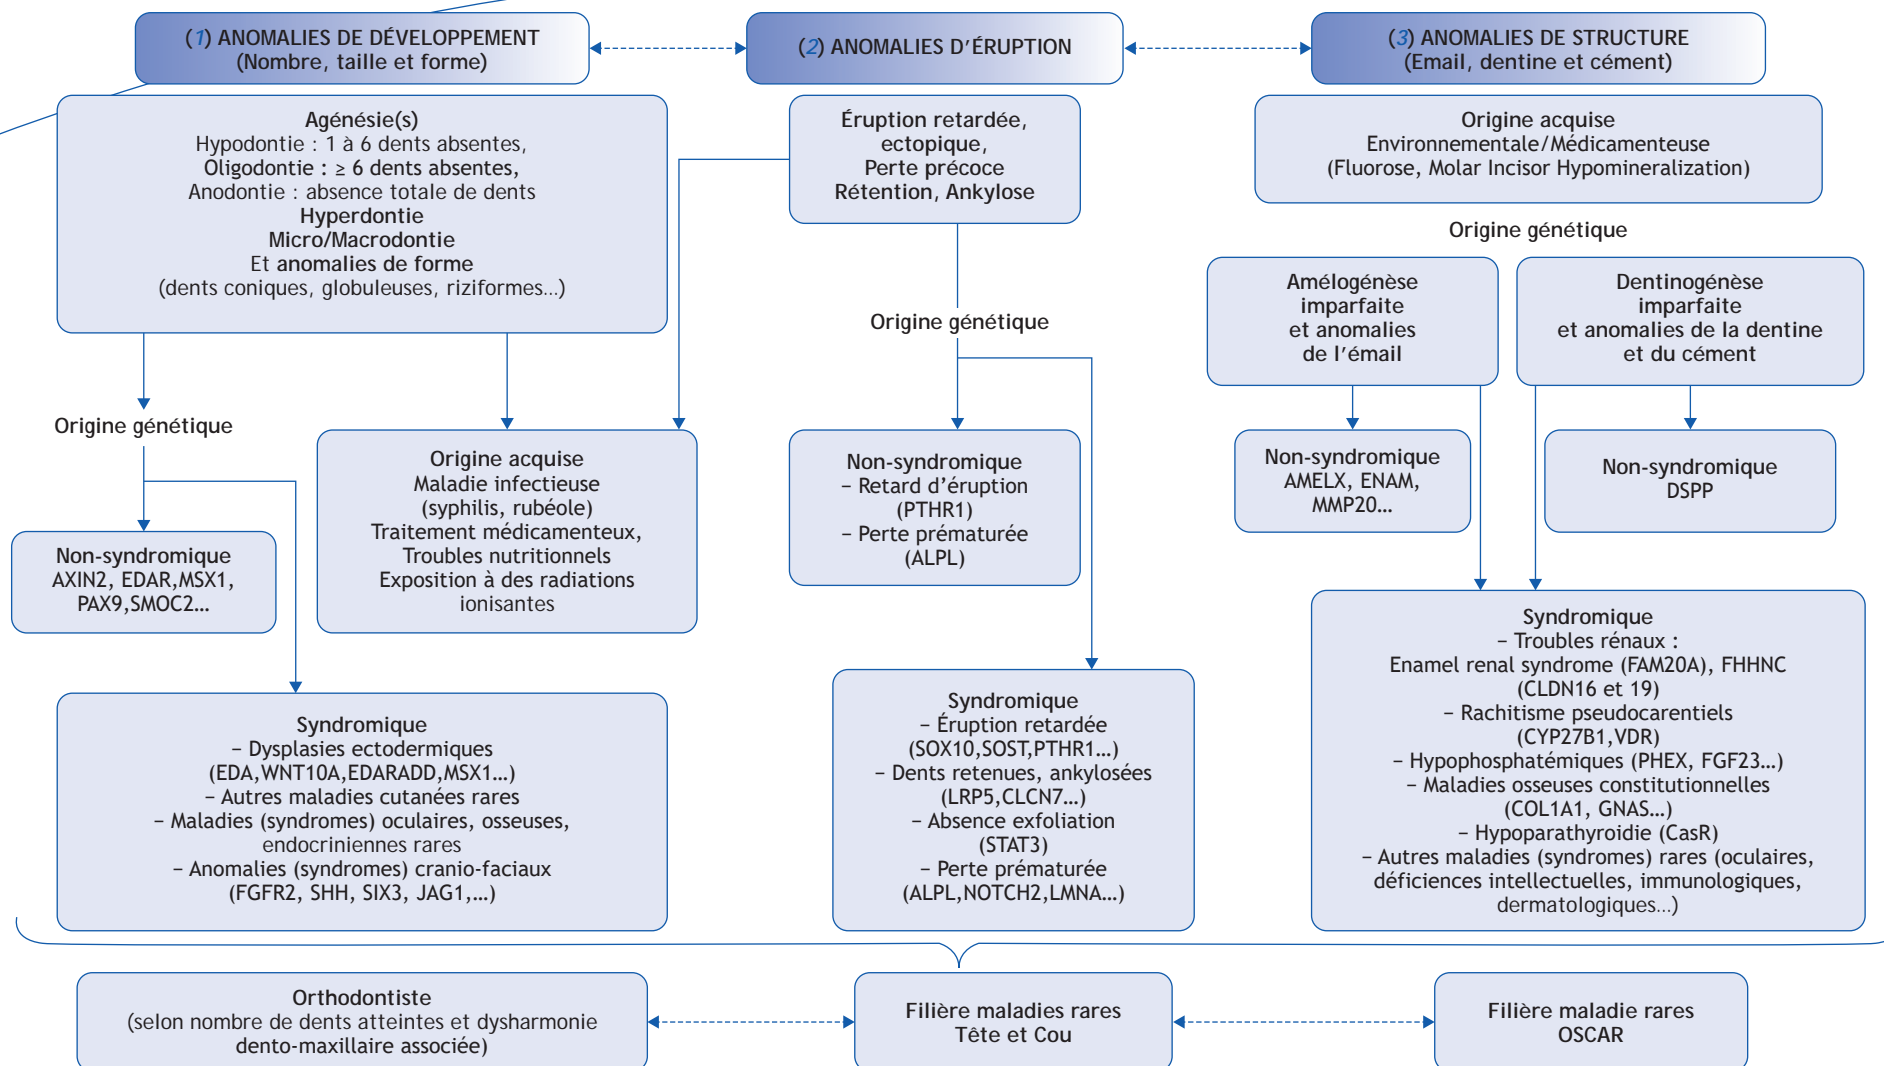 (1) ANOMALIES DE DÉVELOPPEMENT
(Nombre, taille et forme)
(2) ANOMALIES D'ÉRUPTION
(3) ANOMALIES DE STRUCTURE
(Email, dentine et cément)
Agénésie(s)
Hypodontie : 1 à 6 dents absentes,
Oligodontie : ≥ 6 dents absentes,
Anodontie : absence totale de dents
Hyperdontie
Micro/Macrodontie
Et anomalies de forme
(dents coniques, globuleuses, riziformes...)
Éruption retardée,
ectopique,
Perte précoce
Rétention, Ankylose
Origine acquise
Environnementale/Médicamenteuse
(Fluorose, Molar Incisor Hypomineralization)
Origine génétique
Amélogénèse
imparfaite
et anomalies
de l'émail
Dentinogénèse
imparfaite
et anomalies de la dentine
et du cément
Origine génétique
Origine génétique
Origine acquise
Maladie infectieuse
(syphilis, rubéole)
Traitement médicamenteux,
Troubles nutritionnels
Exposition à des radiations
ionisantes
Non-syndromique
– Retard d'éruption
(PTHR1)
– Perte prématurée
(ALPL)
Non-syndromique
AMELX, ENAM,
MMP20...
Non-syndromique
DSPP
Non-syndromique
AXIN2, EDAR,MSX1,
PAX9,SMOC2...
Syndromique
– Dysplasies ectodermiques
(EDA,WNT10A,EDARADD,MSX1...)
– Autres maladies cutanées rares
– Maladies (syndromes) oculaires, osseuses,
endocriniennes rares
– Anomalies (syndromes) cranio-faciaux
(FGFR2, SHH, SIX3, JAG1,...)
Syndromique
– Éruption retardée
(SOX10,SOST,PTHR1...)
– Dents retenues, ankylosées
(LRP5,CLCN7...)
– Absence exfoliation
(STAT3)
– Perte prématurée
(ALPL,NOTCH2,LMNA...)
Syndromique
– Troubles rénaux :
Enamel renal syndrome (FAM20A), FHHNC
(CLDN16 et 19)
– Rachitisme pseudocarentiels
(CYP27B1,VDR)
– Hypophosphatémiques (PHEX, FGF23...)
– Maladies osseuses constitutionnelles
(COL1A1, GNAS...)
– Hypoparathyroidie (CasR)
– Autres maladies (syndromes) rares (oculaires,
déficiences intellectuelles, immunologiques,
dermatologiques...)
Orthodontiste
(selon nombre de dents atteintes et dysharmonie
dento-maxillaire associée)
Filière maladies rares
Tête et Cou
Filière maladie rares
OSCAR